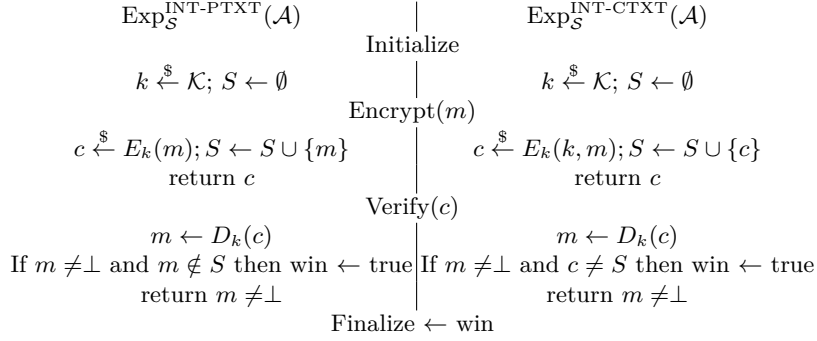 Exp_S^INT-PTXT(A) | Exp_S^INT-CTXT(A)
Initialize
k ←$ K; S ← ∅ | k ←$ K; S ← ∅
Encrypt(m)
c ←$ E_k(m); S ← S ∪ {m} | c ←$ E_k(k, m); S ← S ∪ {c}
return c | return c
Verify(c)
m ← D_k(c) | m ← D_k(c)
If m ≠⊥ and m ∉ S then win ← true | If m ≠⊥ and c ≠ S then win ← true
return m ≠⊥ | return m ≠⊥
Finalize ← win